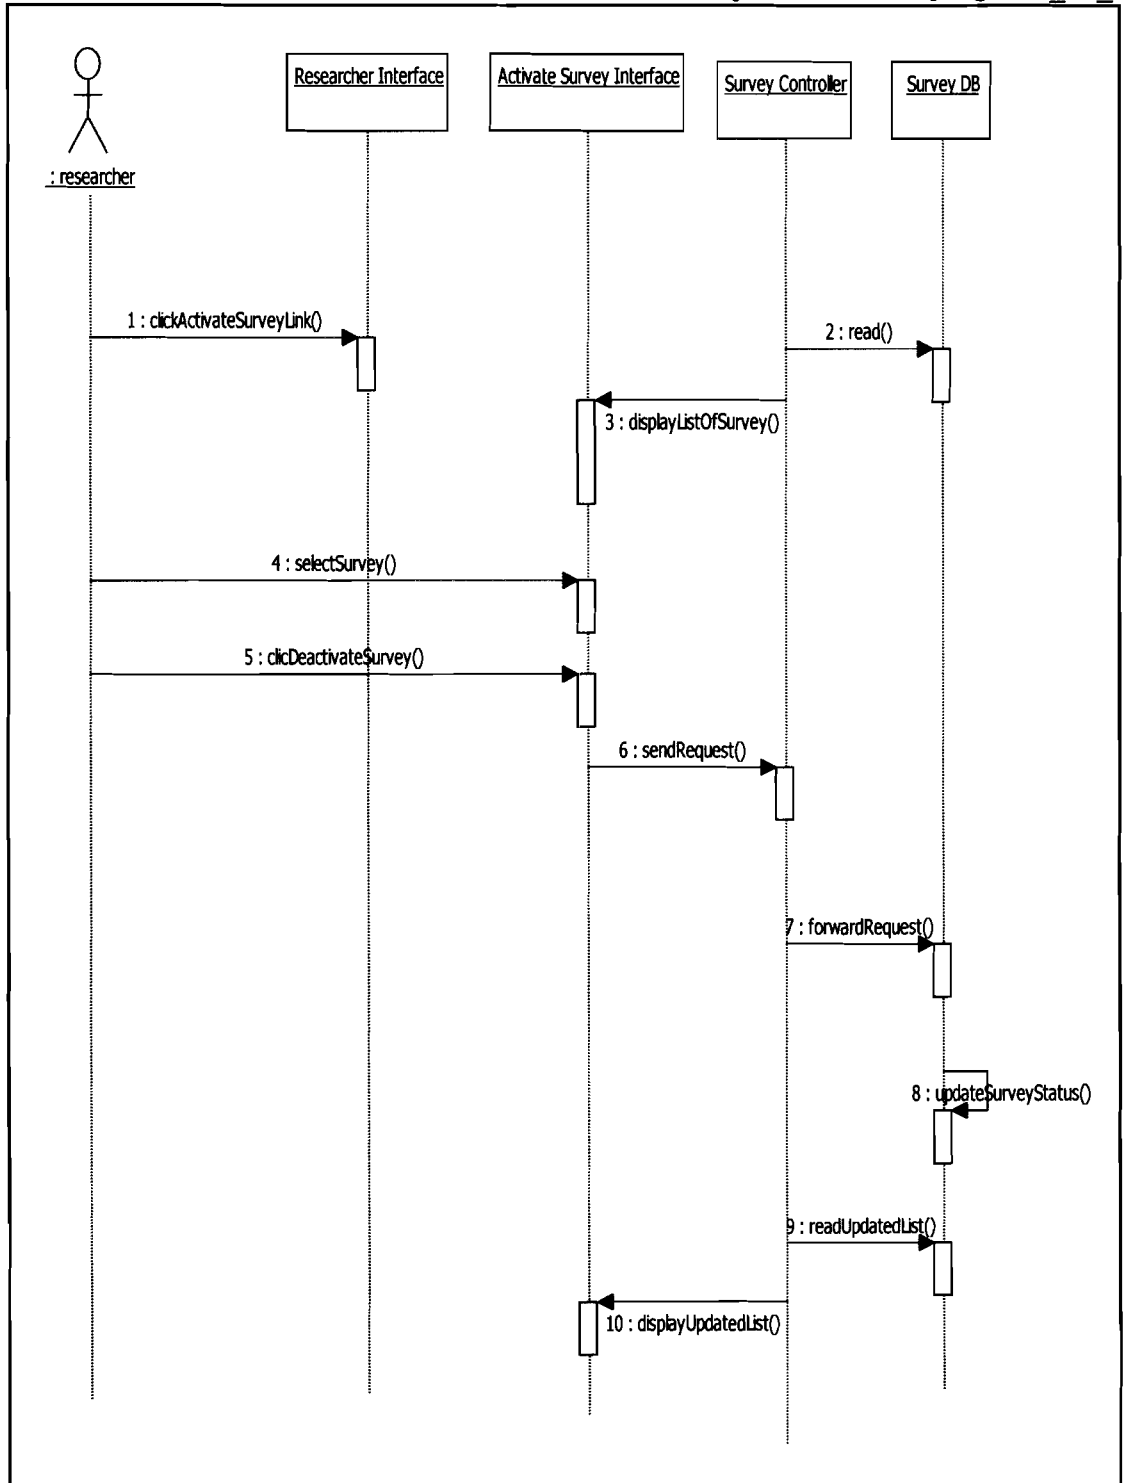 Researcher Interface
Activate Survey Interface
Survey Controller
Survey DB
: researcher
1 : clickActivateSurveyLink()
2 : read()
3 : displayListOfSurvey()
4 : selectSurvey()
5 : clicDeactivateSurvey()
6 : sendRequest()
7 : forwardRequest()
8 : updateSurveyStatus()
9 : readUpdatedList()
10 : displayUpdatedList()